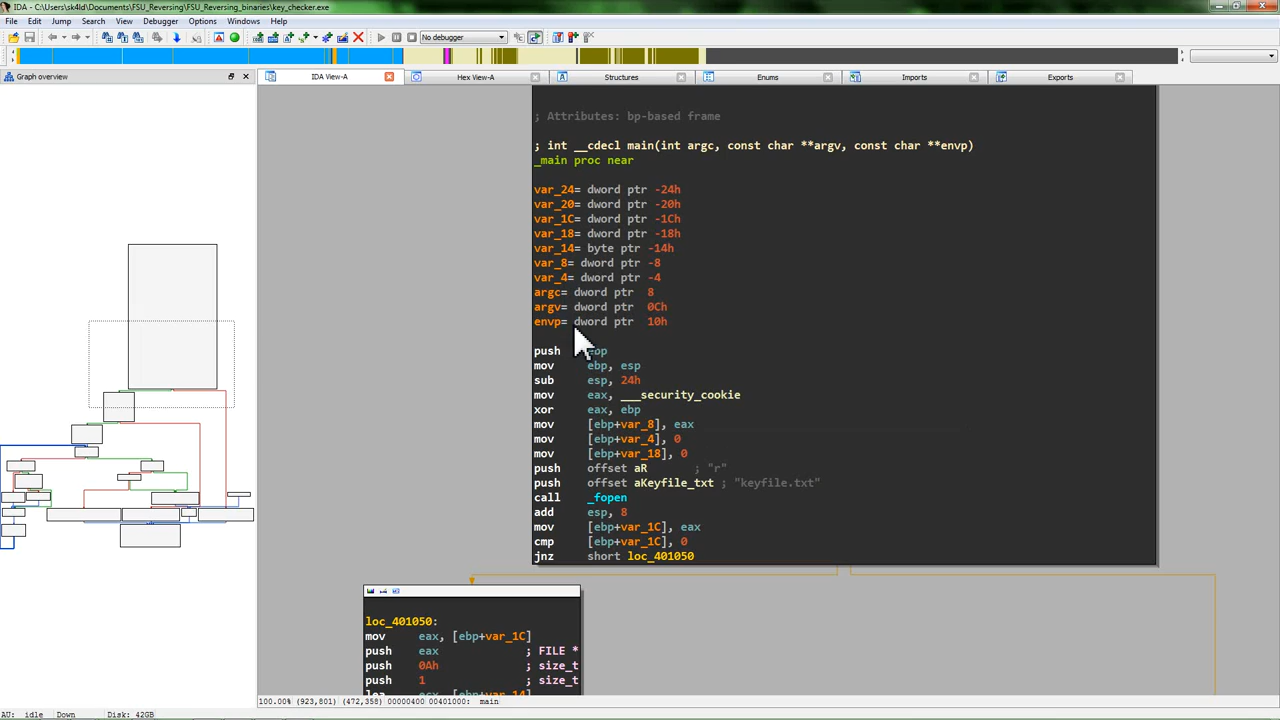 IDA - C:\Users\sk4ld\Documents\FSU_Reversing\FSU_Reversing_binaries\key_checker.exe
File Edit Jump Search View Debugger Options Windows Help
No debugger
Graph overview
IDA View-A Hex View-A Structures Enums Imports Exports
; Attributes: bp-based frame
; int __cdecl main(int argc, const char **argv, const char **envp)
_main proc near
var_24= dword ptr -24h
var_20= dword ptr -20h
var_1C= dword ptr -1Ch
var_18= dword ptr -18h
var_14= byte ptr -14h
var_8= dword ptr -8
var_4= dword ptr -4
argc= dword ptr 8
argv= dword ptr 0Ch
envp= dword ptr 10h
push ebp
mov ebp, esp
sub esp, 24h
mov eax, ___security_cookie
xor eax, ebp
mov [ebp+var_8], eax
mov [ebp+var_4], 0
mov [ebp+var_18], 0
push offset aR ; "r"
push offset aKeyfile_txt ; "keyfile.txt"
call _fopen
add esp, 8
mov [ebp+var_1C], eax
cmp [ebp+var_1C], 0
jnz short loc_401050
loc_401050:
mov eax, [ebp+var_1C]
push eax ; FILE *
push 0Ah ; size_t
push 1 ; size_t
lea ecx, [ebp+var_14]
100.00% (923,801) (472,358) 00000400 00401000: main
AU: idle Down Disk: 42GB